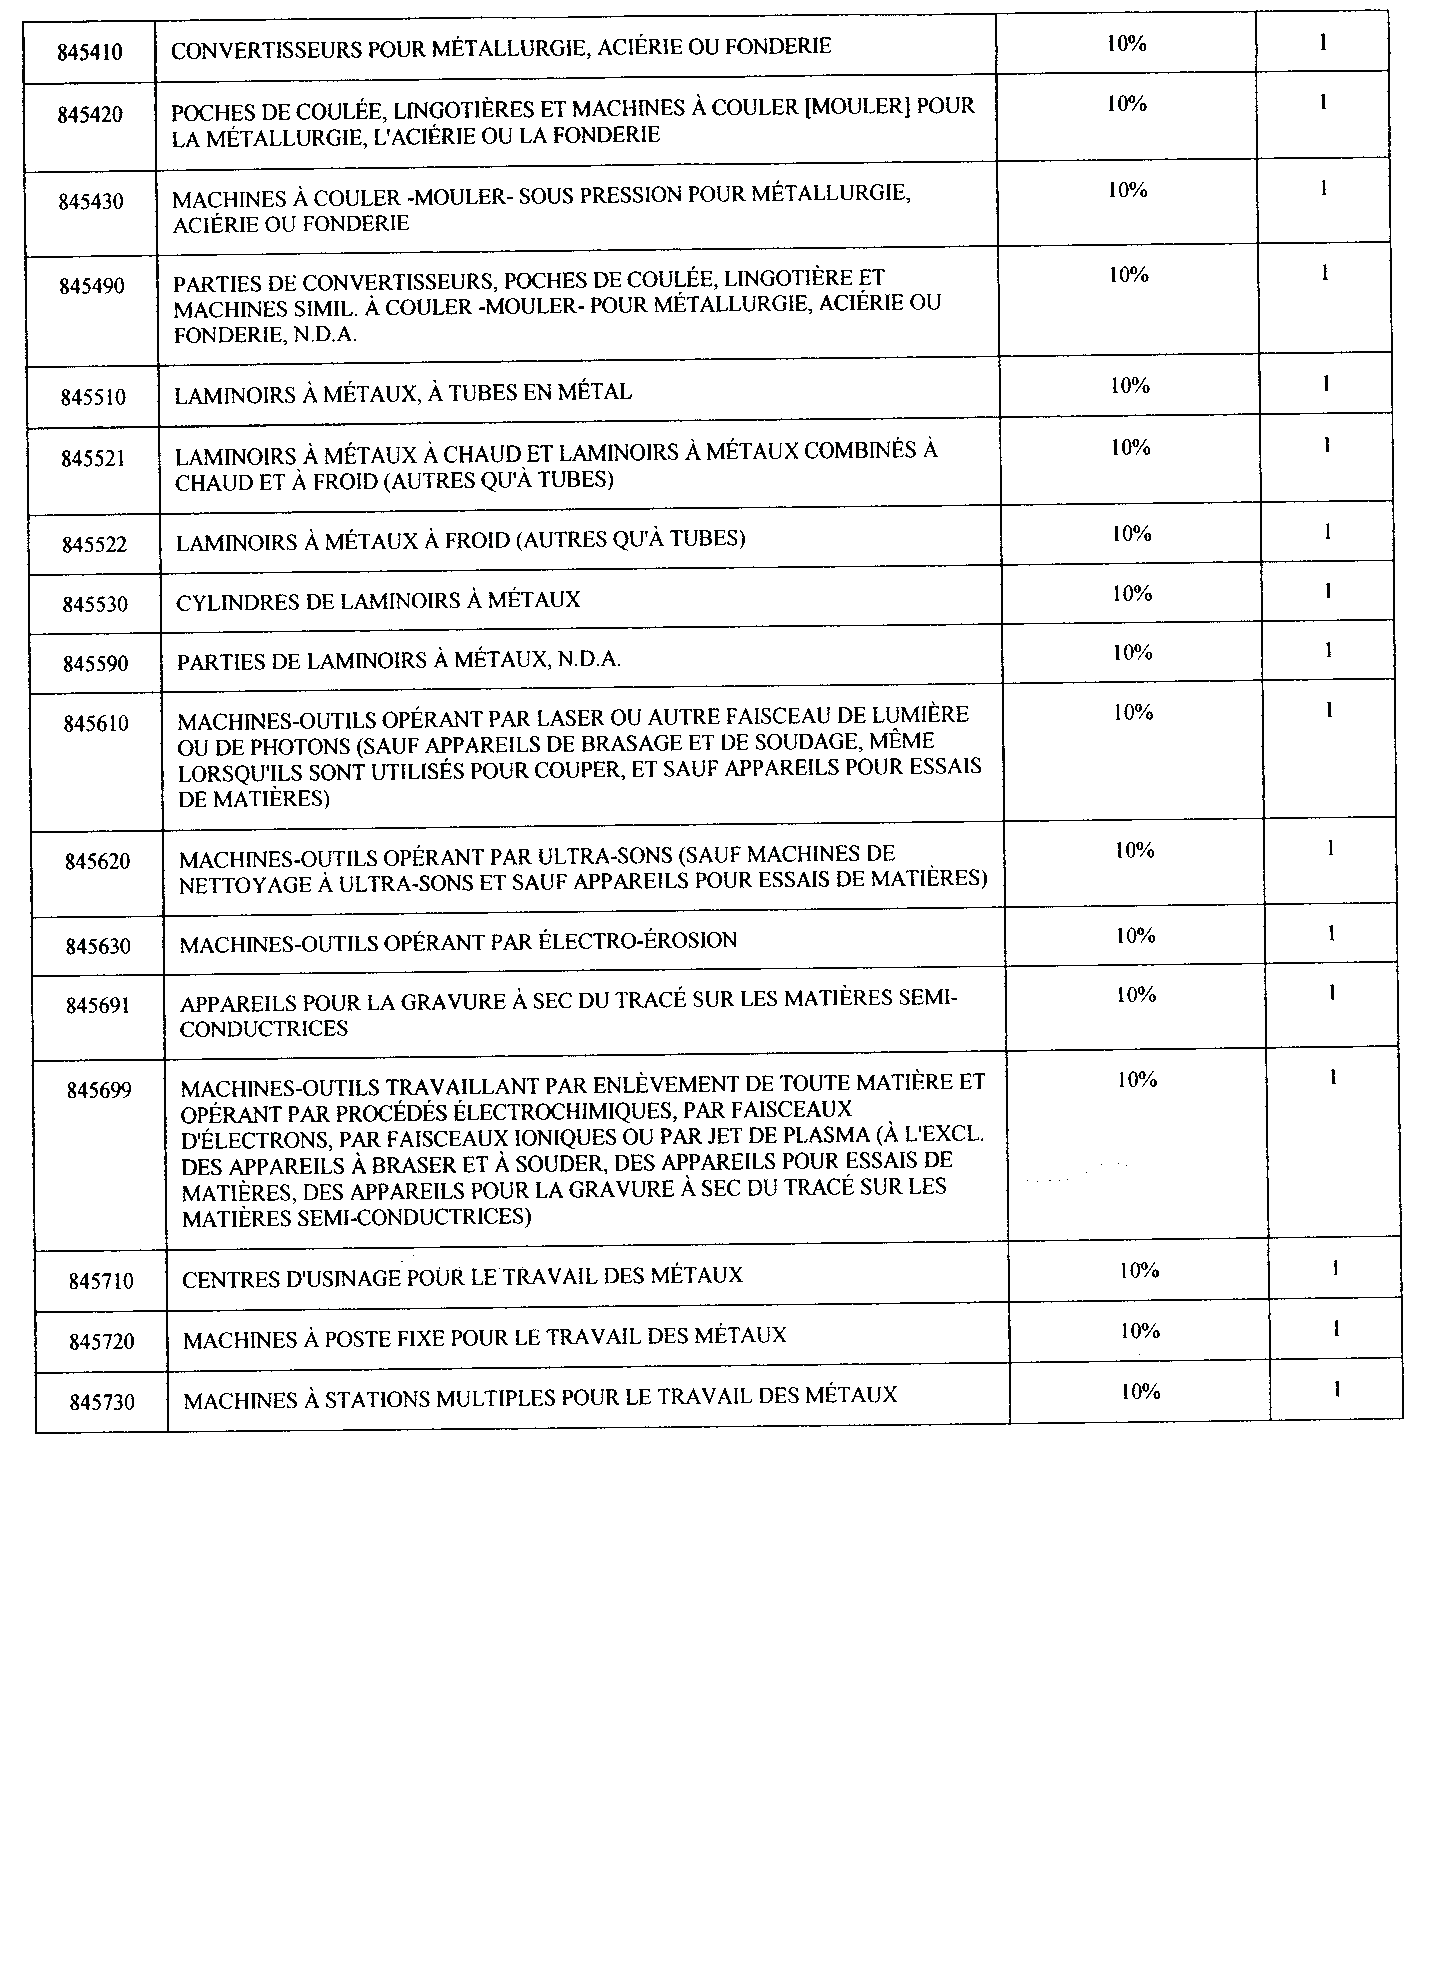 845410 CONVERTISSEURS POUR MÉTALLURGIE, ACIÉRIE OU FONDERIE 10% 1
845420 POCHES DE COULÉE, LINGOTIÈRES ET MACHINES À COULER [MOULER] POUR 10% 1
LA MÉTALLURGIE, L'ACIÉRIE OU LA FONDERIE
845430 MACHINES À COULER -MOULER- SOUS PRESSION POUR MÉTALLURGIE, 10% 1
ACIÉRIE OU FONDERIE
845490 PARTIES DE CONVERTISSEURS, POCHES DE COULÉE, LINGOTIÈRE ET 10% 1
MACHINES SIMIL. À COULER -MOULER- POUR MÉTALLURGIE, ACIÉRIE OU
FONDERIE, N.D.A.
845510 LAMINOIRS À MÉTAUX, À TUBES EN MÉTAL 10% 1
845521 LAMINOIRS À MÉTAUX À CHAUD ET LAMINOIRS À MÉTAUX COMBINÉS À 10% 1
CHAUD ET À FROID (AUTRES QU'À TUBES)
845522 LAMINOIRS À MÉTAUX À FROID (AUTRES QU'À TUBES) 10% 1
845530 CYLINDRES DE LAMINOIRS À MÉTAUX 10% 1
845590 PARTIES DE LAMINOIRS À MÉTAUX, N.D.A. 10% 1
845610 MACHINES-OUTILS OPÉRANT PAR LASER OU AUTRE FAISCEAU DE LUMIÈRE 10% 1
OU DE PHOTONS (SAUF APPAREILS DE BRASAGE ET DE SOUDAGE, MÊME
LORSQU'ILS SONT UTILISÉS POUR COUPER, ET SAUF APPAREILS POUR ESSAIS
DE MATIÈRES)
845620 MACHINES-OUTILS OPÉRANT PAR ULTRA-SONS (SAUF MACHINES DE 10% 1
NETTOYAGE À ULTRA-SONS ET SAUF APPAREILS POUR ESSAIS DE MATIÈRES)
845630 MACHINES-OUTILS OPÉRANT PAR ÉLECTRO-ÉROSION 10% 1
845691 APPAREILS POUR LA GRAVURE À SEC DU TRACÉ SUR LES MATIÈRES SEMI- 10% 1
CONDUCTRICES
845699 MACHINES-OUTILS TRAVAILLANT PAR ENLÈVEMENT DE TOUTE MATIÈRE ET 10% 1
OPÉRANT PAR PROCÉDÉS ÉLECTROCHIMIQUES, PAR FAISCEAUX
D'ÉLECTRONS, PAR FAISCEAUX IONIQUES OU PAR JET DE PLASMA (À L'EXCL.
DES APPAREILS À BRASER ET À SOUDER, DES APPAREILS POUR ESSAIS DE
MATIÈRES, DES APPAREILS POUR LA GRAVURE À SEC DU TRACÉ SUR LES
MATIÈRES SEMI-CONDUCTRICES)
845710 CENTRES D'USINAGE POUR LE TRAVAIL DES MÉTAUX 10% 1
845720 MACHINES À POSTE FIXE POUR LE TRAVAIL DES MÉTAUX 10% 1
845730 MACHINES À STATIONS MULTIPLES POUR LE TRAVAIL DES MÉTAUX 10% 1